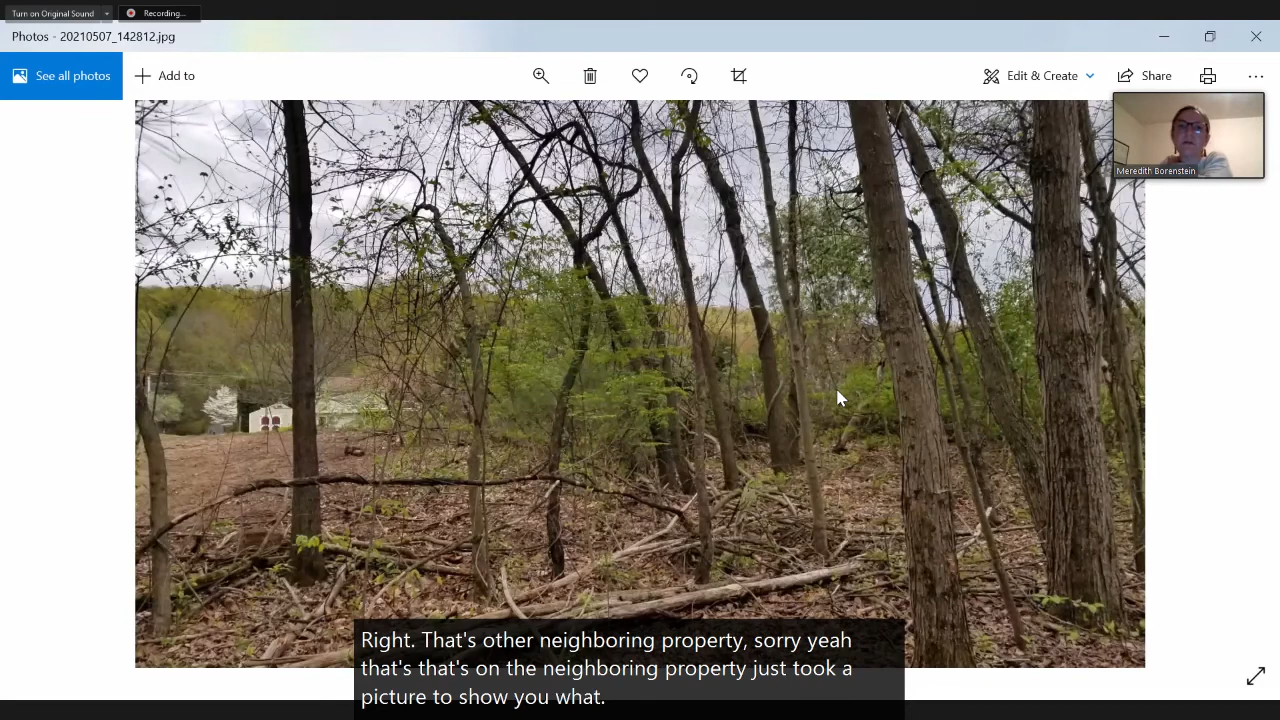 Turn on Original Sound
Recording...
Photos - 20210507_142812.jpg
See all photos
Add to
Edit & Create
Share
Meredith Borenstein
Right. That's other neighboring property, sorry yeah
that's that's on the neighboring property just took a
picture to show you what.